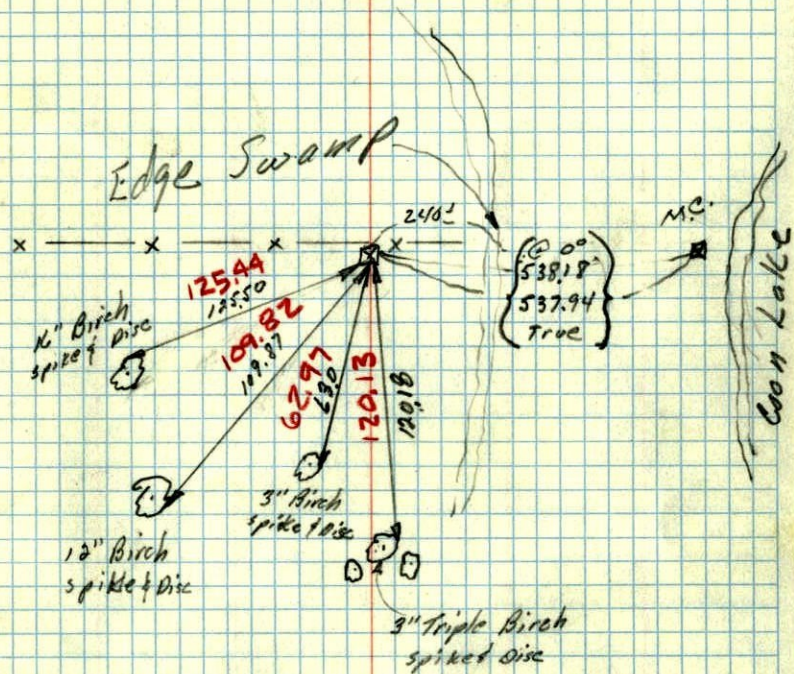 Edge Swamp
240±
M.C.
@ 0°
538.18
537.94
True
Coon Lake
125.44
125.50
109.82
109.87
62.97
63.0
120.13
120.18
16" Birch
spike & Disc
12" Birch
spike & Disc
3" Birch
spike & Disc
3" Triple Birch
spike & Disc